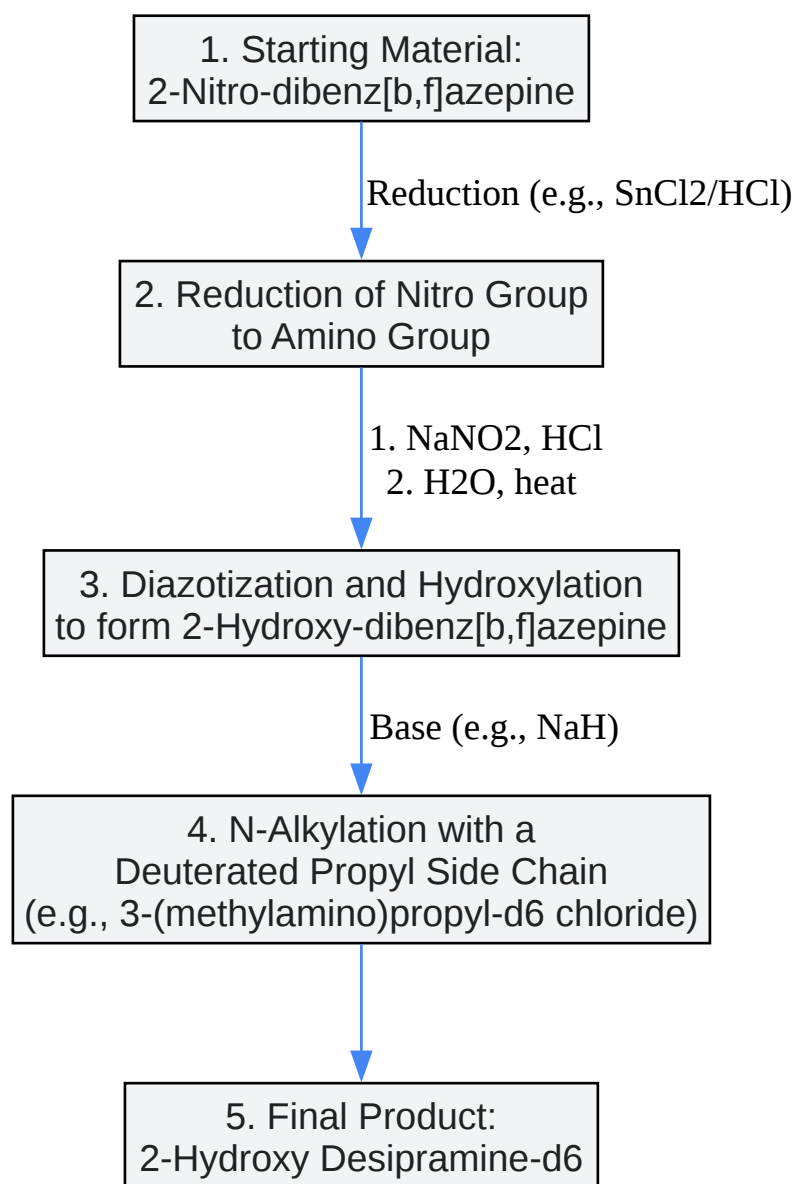 1. Starting Material:
2-Nitro-dibenz[b,f]azepine
Reduction (e.g., SnCl2/HCl)
2. Reduction of Nitro Group
to Amino Group
1. NaNO2, HCl
2. H2O, heat
3. Diazotization and Hydroxylation
to form 2-Hydroxy-dibenz[b,f]azepine
Base (e.g., NaH)
4. N-Alkylation with a
Deuterated Propyl Side Chain
(e.g., 3-(methylamino)propyl-d6 chloride)
5. Final Product:
2-Hydroxy Desipramine-d6